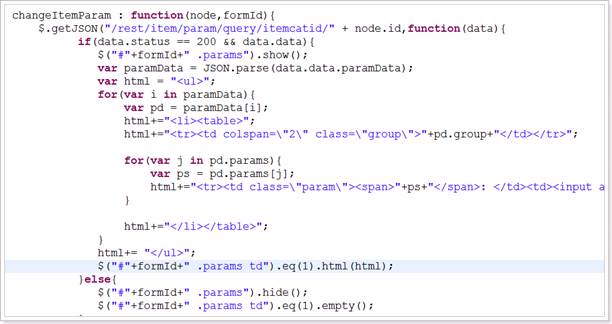 changeItemParam : function(node,formId){
$.getJSON("/rest/item/param/query/itemcatid/" + node.id,function(data){
if(data.status == 200 && data.data){
$("#"+formId+" .params").show();
var paramData = JSON.parse(data.data.paramData);
var html = "<ul>";
for(var i in paramData){
var pd = paramData[i];
html+="<li><table>";
html+="<tr><td colspan=\"2\" class=\"group\">"+pd.group+"</td></tr>";
for(var j in pd.params){
var ps = pd.params[j];
html+="<tr><td class=\"param\"><span>"+ps+"</span>: </td><td><input a
}
html+="</li></table>";
}
html+= "</ul>";
$("#"+formId+" .params td").eq(1).html(html);
}else{
$("#"+formId+" .params").hide();
$("#"+formId+" .params td").eq(1).empty();